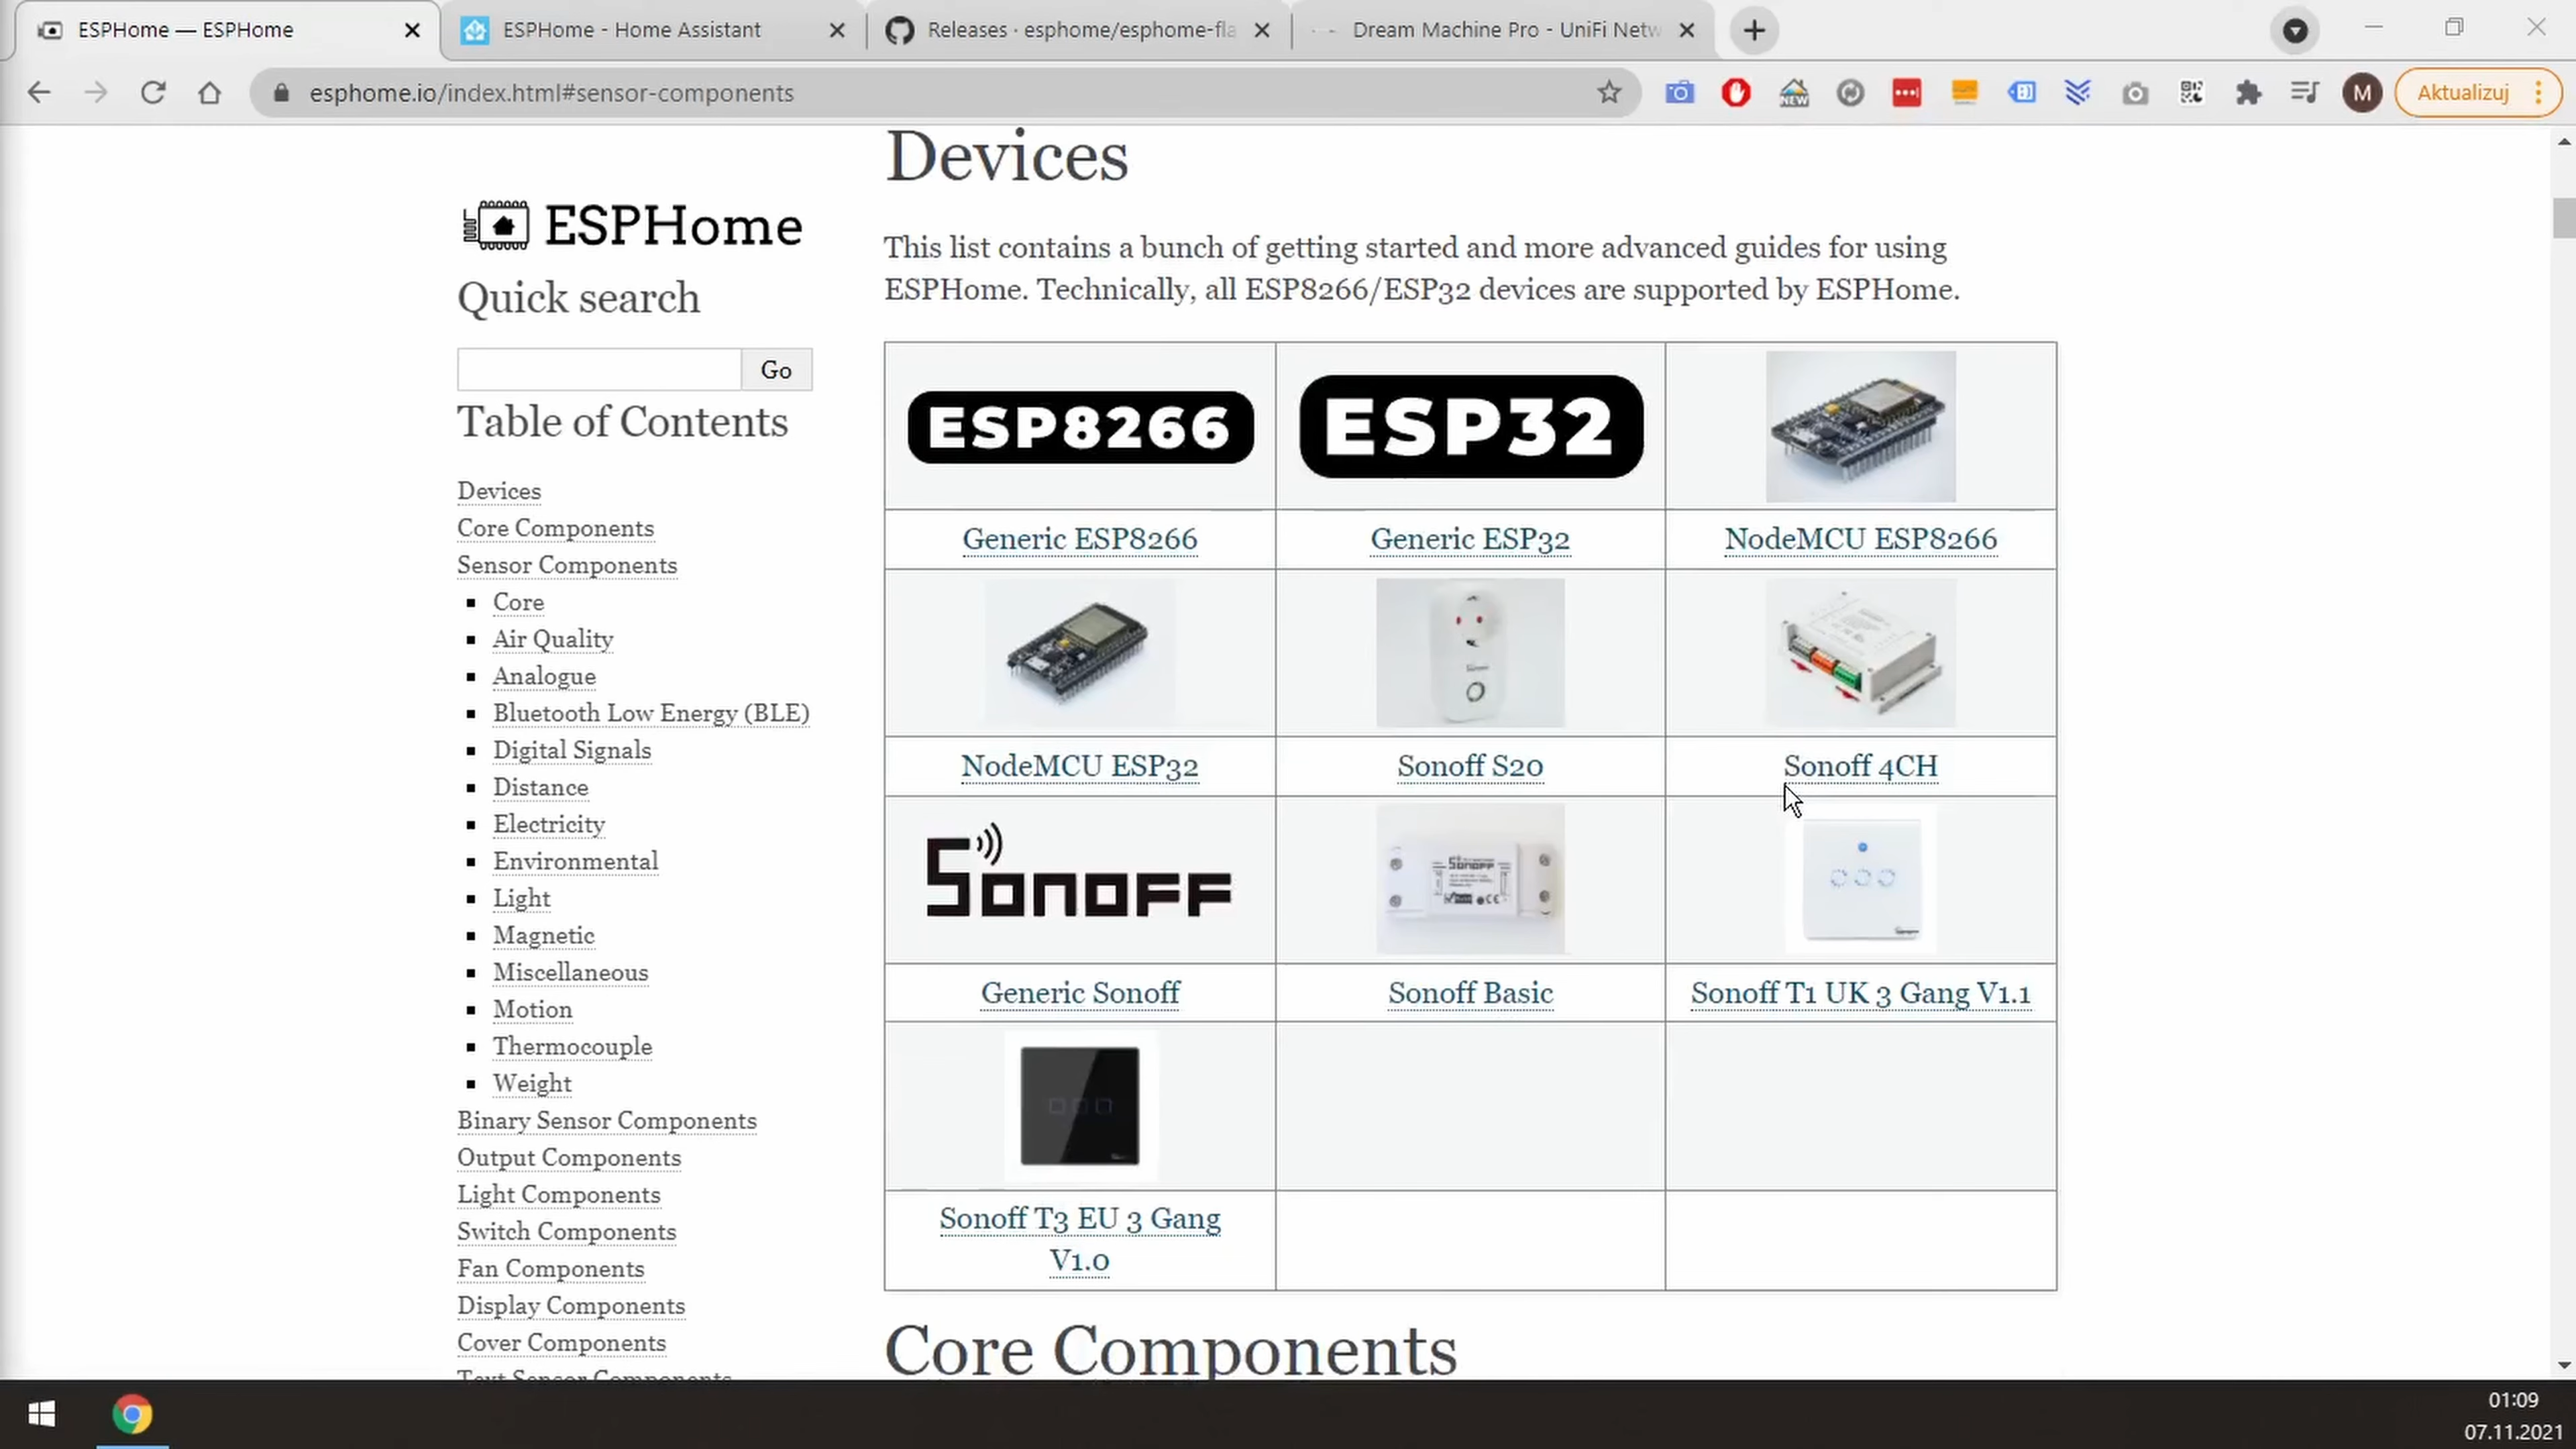 ESPHome — ESPHome
ESPHome - Home Assistant
Releases · esphome/esphome-fla
Dream Machine Pro - UniFi Netw
esphome.io/index.html#sensor-components
NEW
M
Aktualizuj
ESPHome
Quick search
Go
Table of Contents
Devices
Core Components
Sensor Components
Core
Air Quality
Analogue
Bluetooth Low Energy (BLE)
Digital Signals
Distance
Electricity
Environmental
Light
Magnetic
Miscellaneous
Motion
Thermocouple
Weight
Binary Sensor Components
Output Components
Light Components
Switch Components
Fan Components
Display Components
Cover Components
Text Sensor Components
Devices
This list contains a bunch of getting started and more advanced guides for using
ESPHome. Technically, all ESP8266/ESP32 devices are supported by ESPHome.
ESP8266
ESP32
Generic ESP8266
Generic ESP32
NodeMCU ESP8266
NodeMCU ESP32
Sonoff S20
Sonoff 4CH
SONOFF
SONOFF
Generic Sonoff
Sonoff Basic
Sonoff T1 UK 3 Gang V1.1
Sonoff T3 EU 3 Gang
V1.0
Core Components
01:09
07.11.2021